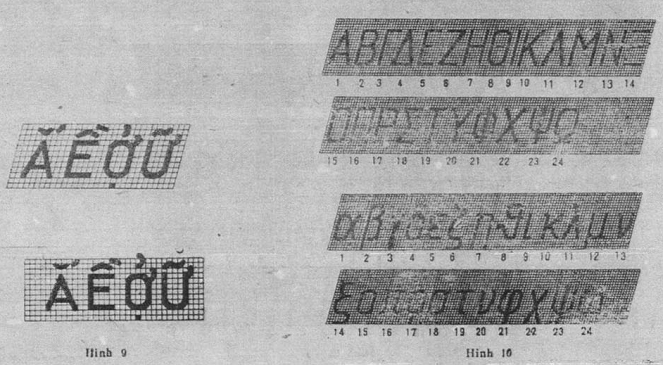 ΑΒΓΔΕΖΗΘΙΚΛΜΝΞ
1 2 3 4 5 6 7 8 9 10 11 12 13 14
ΟΠΡΣΤΥΦΧΨΩ
15 16 17 18 19 20 21 22 23 24
αβγδεζηθικλμν
1 2 3 4 5 6 7 8 9 10 11 12 13
ξοπρστυφχψω
14 15 16 17 18 19 20 21 22 23 24
Hình 10
Hình 9